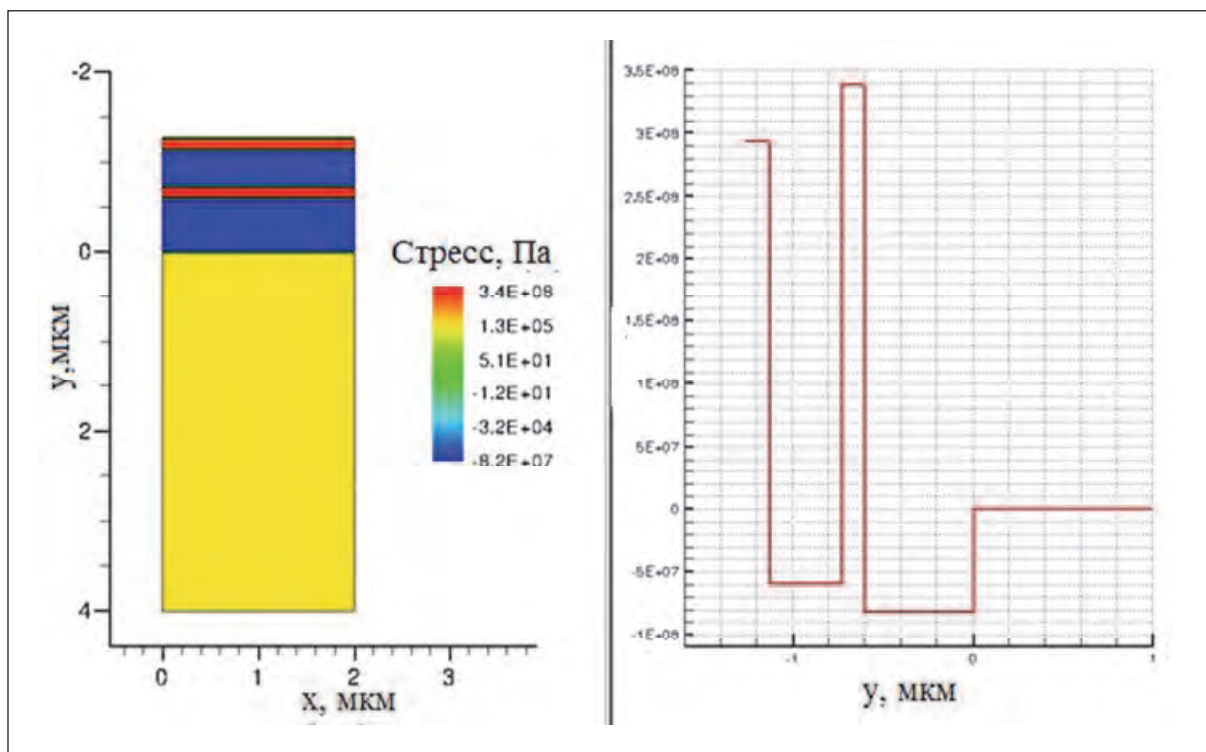 -2
0
2
4
y,мкм
0
1
2
3
x, мкм
Стресс, Па
3.4E+08
1.3E+05
5.1E+01
-1.2E+01
-3.2E+04
-8.2E+07
3.5E+08
3E+08
2.5E+08
2E+08
1.5E+08
1E+08
5E+07
0
-5E+07
-1E+08
-1
0
1
y, мкм